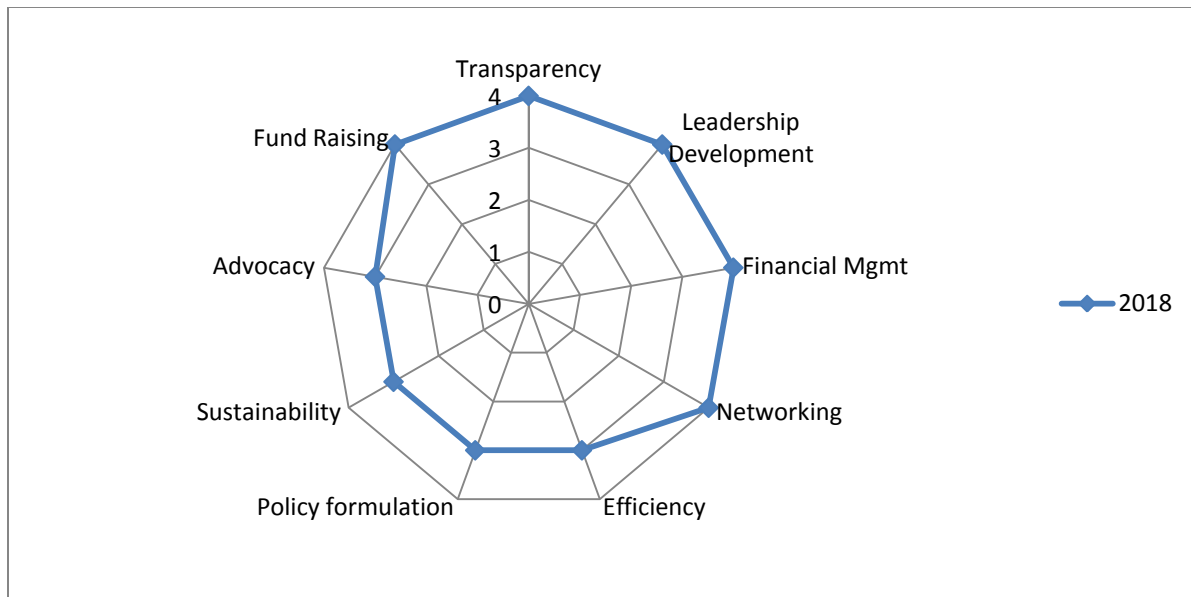 Transparency
4
Fund Raising
Leadership
Development
3
2
Advocacy
Financial Mgmt
1
0
2018
Sustainability
Networking
Policy formulation
Efficiency